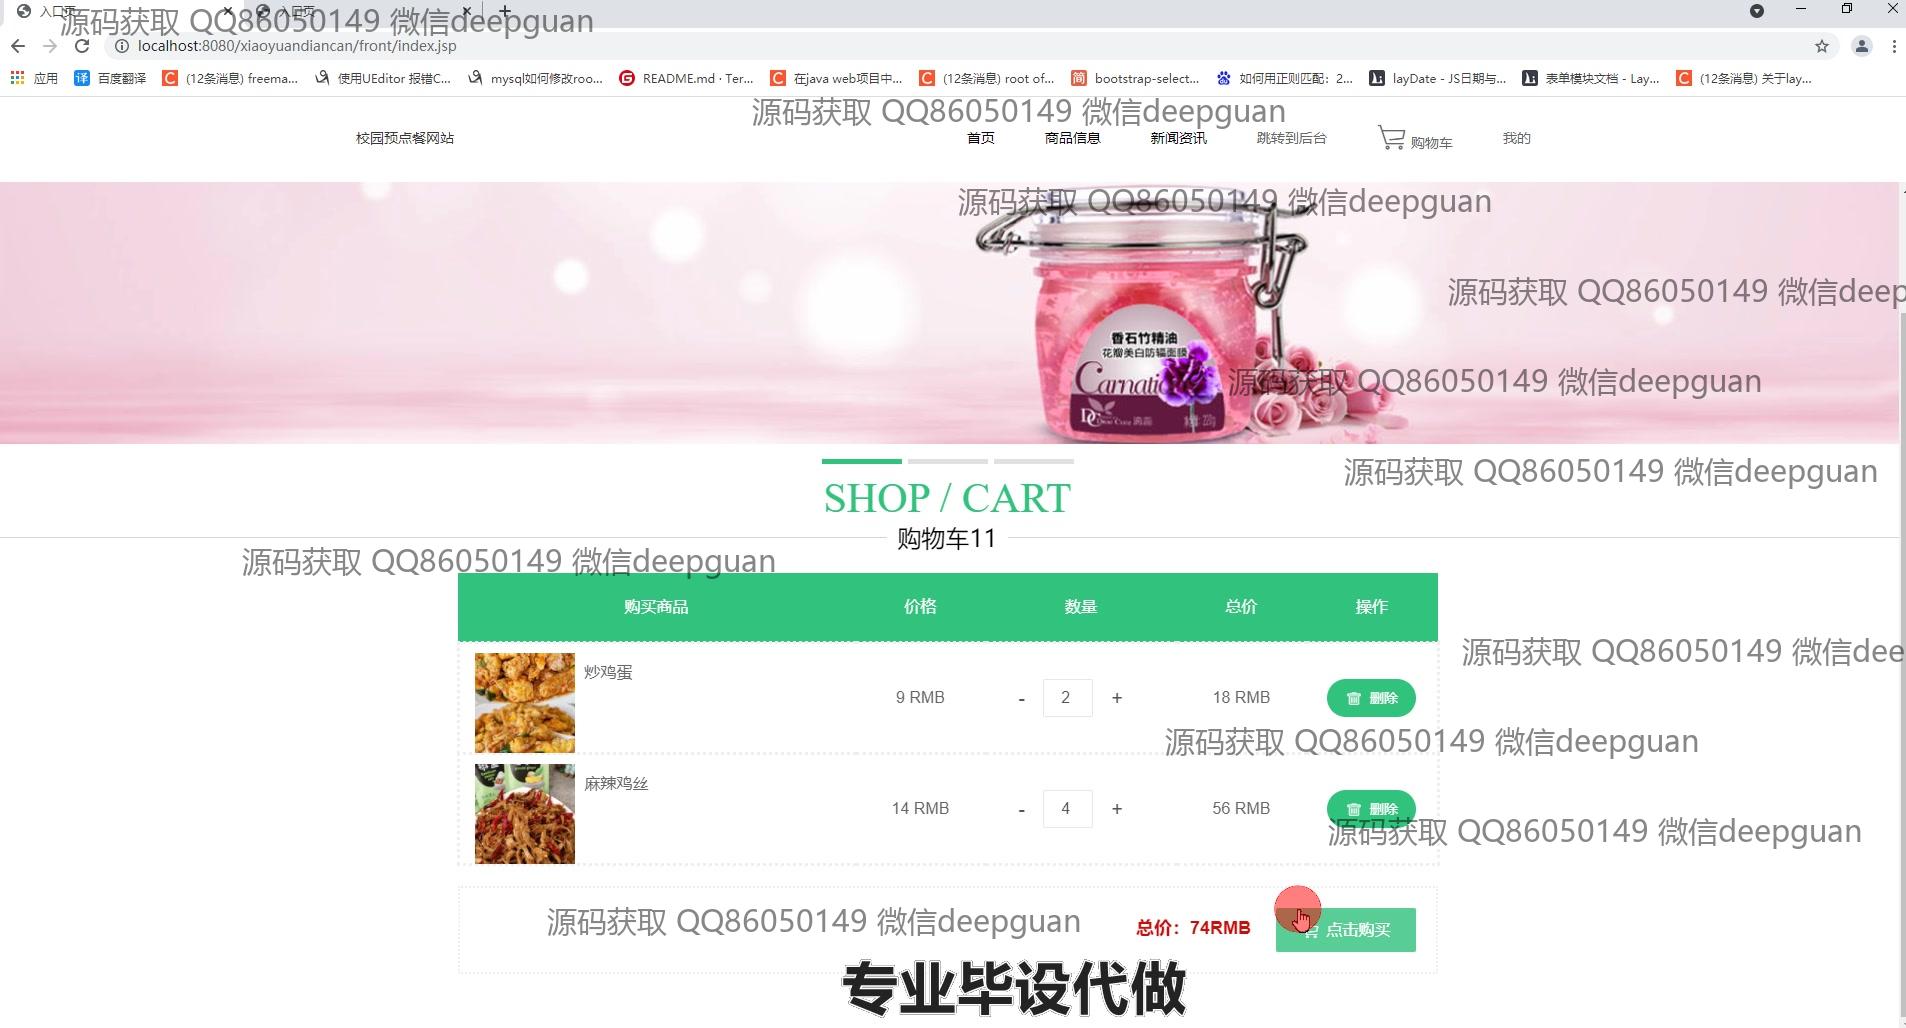 入口页
入口页
源码获取 QQ86050149 微信deepguan
localhost:8080/xiaoyuandiancan/front/index.jsp
应用
百度翻译
(12条消息) freema...
使用UEditor 报错C...
mysql如何修改roo...
README.md · Ter...
在java web项目中...
(12条消息) root of...
bootstrap-select...
如何用正则匹配：2...
layDate - JS日期与...
表单模块文档 - Lay...
(12条消息) 关于lay...
源码获取 QQ86050149 微信deepguan
校园预点餐网站
首页
商品信息
新闻资讯
跳转到后台
购物车
我的
源码获取 QQ86050149 微信deepguan
源码获取 QQ86050149 微信deep
香石竹精油
花瓣美白防辐面膜
源码获取 QQ86050149 微信deepguan
源码获取 QQ86050149 微信deepguan
SHOP / CART
购物车11
源码获取 QQ86050149 微信deepguan
购买商品 价格 数量 总价 操作
源码获取 QQ86050149 微信dee
炒鸡蛋
9 RMB - 2 + 18 RMB 删除
源码获取 QQ86050149 微信deepguan
麻辣鸡丝
14 RMB - 4 + 56 RMB 删除
源码获取 QQ86050149 微信deepguan
源码获取 QQ86050149 微信deepguan
总价：74RMB
点击购买
专业毕设代做